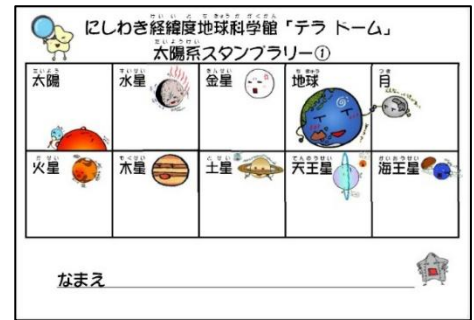 にしわき経緯度地球科学館「テラ ドーム」
太陽系スタンプラリー①
太陽 水星 金星 地球 月
火星 木星 土星 天王星 海王星
なまえ